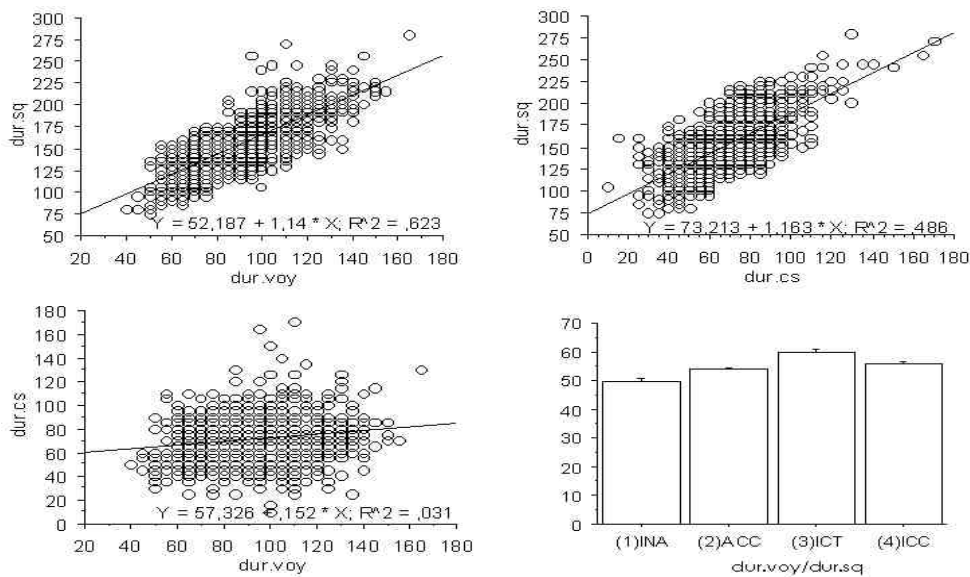 300
275
250
225
200
175
150
125
100
75
50
dur.sq
Y = 52,187 + 1,14 * X; R^2 = ,623
20 40 60 80 100 120 140 160 180
dur.voy
300
275
250
225
200
175
150
125
100
75
50
dur.sq
Y = 73,213 + 1,163 * X; R^2 = ,486
0 20 40 60 80 100 120 140 160 180
dur.cs
180
160
140
120
100
80
60
40
20
0
dur.cs
Y = 57,326 + ,152 * X; R^2 = ,031
20 40 60 80 100 120 140 160 180
dur.voy
70
60
50
40
30
20
10
0
(1)INA (2)ACC (3)ICT (4)ICC
dur.voy/dur.sq